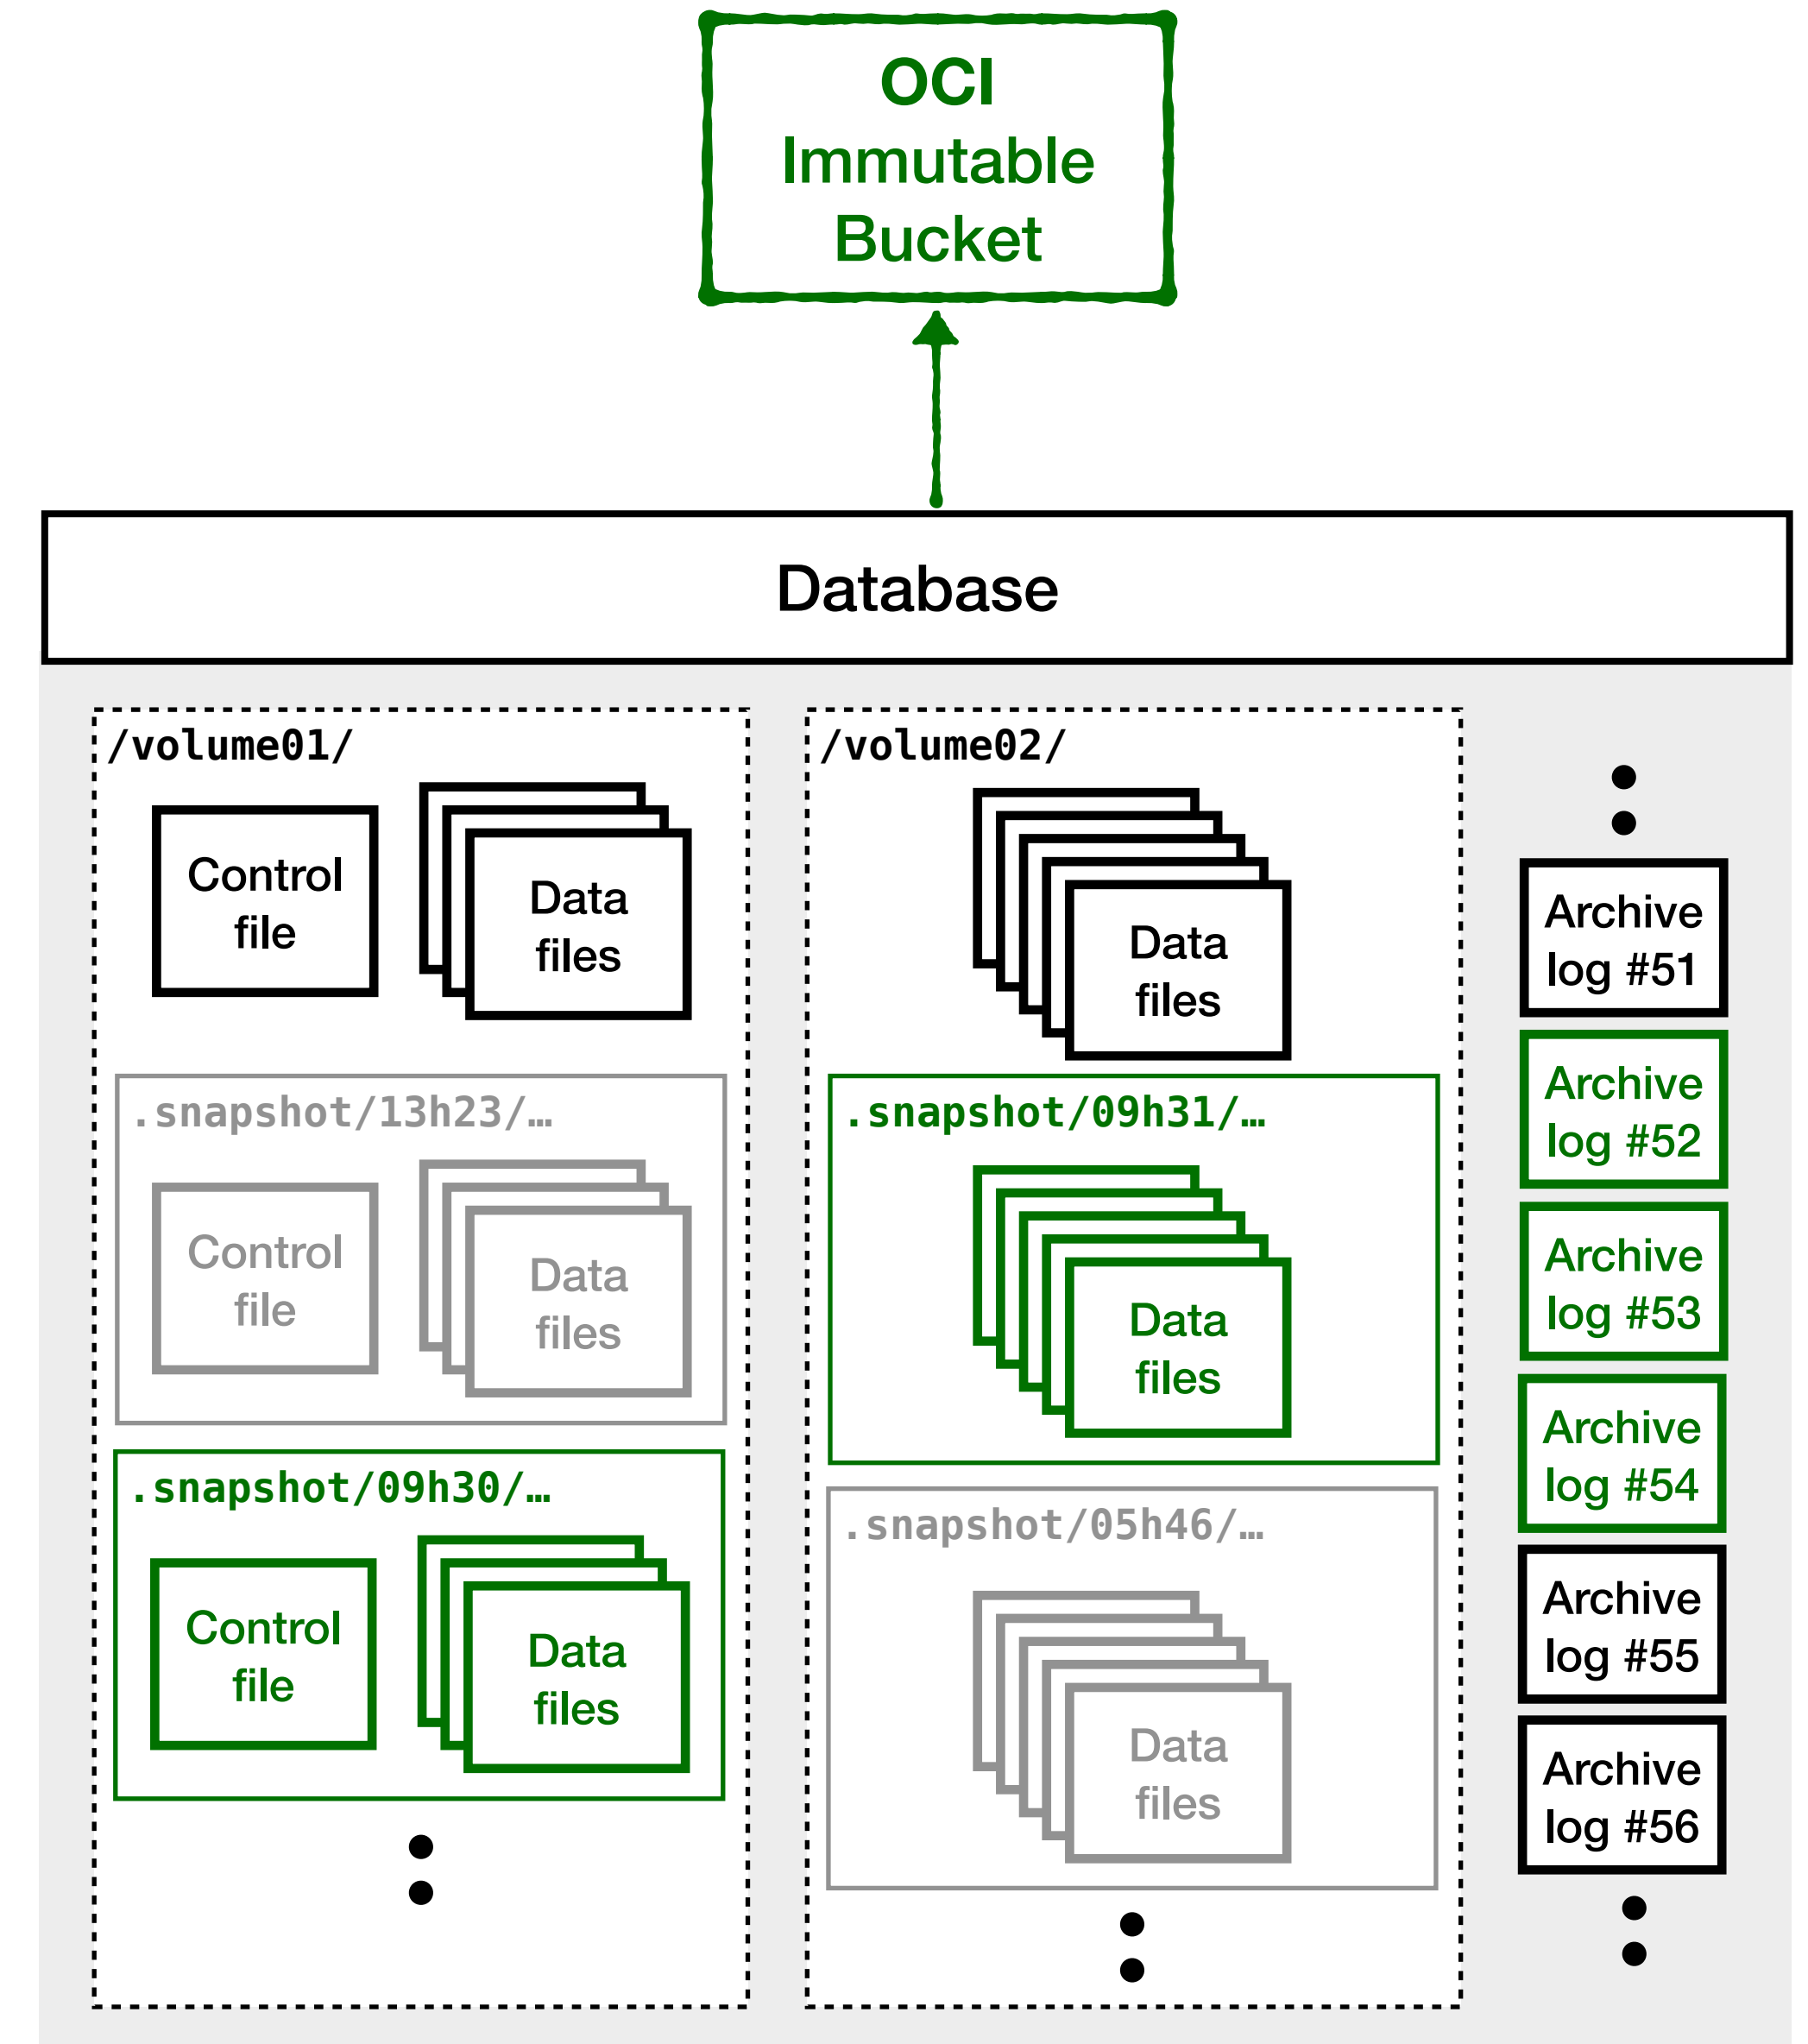 OCI
Immutable
Bucket
Database
/volume01/
Control
file
Data
files
.snapshot/13h23/…
Control
file
Data
files
.snapshot/09h30/…
Control
file
Data
files
/volume02/
Data
files
.snapshot/09h31/…
Data
files
.snapshot/05h46/…
Data
files
Archive
log #51
Archive
log #52
Archive
log #53
Archive
log #54
Archive
log #55
Archive
log #56